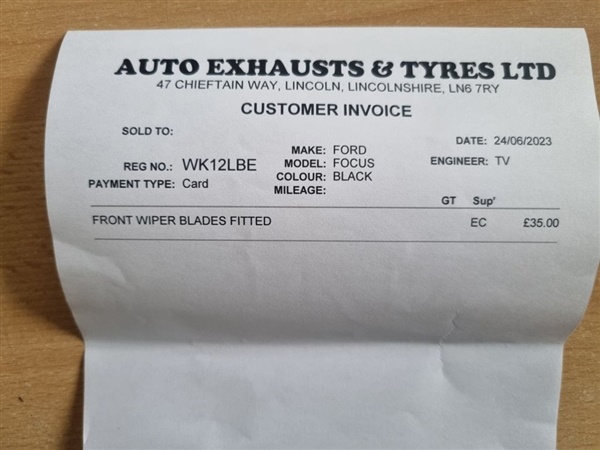 AUTO EXHAUSTS & TYRES LTD
47 CHIEFTAIN WAY, LINCOLN, LINCOLNSHIRE, LN6 7RY
CUSTOMER INVOICE
SOLD TO:
DATE: 24/06/2023
MAKE: FORD
REG NO.: WK12LBE MODEL: FOCUS ENGINEER: TV
COLOUR: BLACK
PAYMENT TYPE: Card
MILEAGE:
GT Sup'
FRONT WIPER BLADES FITTED EC £35.00